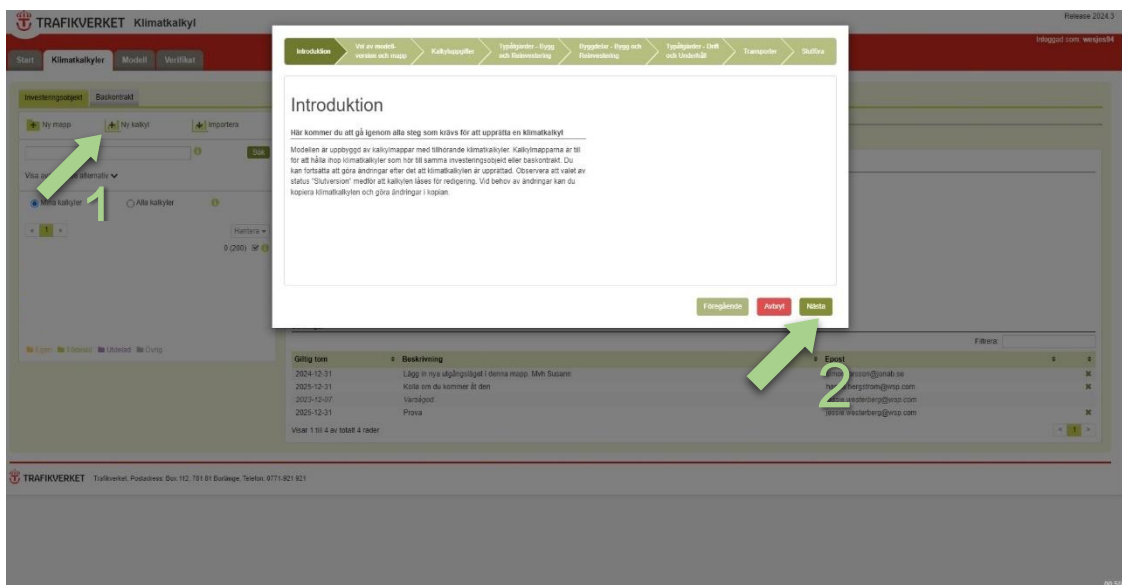 TRAFIKVERKET Klimatkalkyl
Release 2024.3
Inloggad som: wesjes94
Start Klimatkalkyler Modell Verifikat
Investeringsobjekt Baskontrakt
Ny mapp Ny kalkyl Importera
Sök
Visa alternativ
Mina kalkyler Alla kalkyler
« 1 » Hantera
0 (200)
Egen Tilldelad Utdelad Övrig
1
Introduktion
Val av modell-
version och mapp
Kalkyluppgifter
Typåtgärder - Bygg
och Reinvestering
Byggdelar - Bygg och
Reinvestering
Typåtgärder - Drift
och Underhåll
Transporter
Slutföra
Introduktion
Här kommer du att gå igenom alla steg som krävs för att upprätta en klimatkalkyl
Modellen är uppbyggd av kalkylmappar med tillhörande klimatkalkyler. Kalkylmapparna är till
för att hålla ihop klimatkalkyler som hör till samma investeringsobjekt eller baskontrakt. Du
kan fortsätta att göra ändringar efter det att klimatkalkylen är upprättad. Observera att valet av
status "Slutversion" medför att kalkylen låses för redigering. Vid behov av ändringar kan du
kopiera klimatkalkylen och göra ändringar i kopian.
Föregående Avbryt Nästa
2
Filtrera:
Giltig tom Beskrivning Epost
2024-12-31 Lägg in nya utgångsläget i denna mapp. Mvh Susann
2025-12-31 Kolla om du kommer åt den bergstrom@wsp.com
2023-12-07 Varsågod westerberg@wsp.com
2026-12-31 Prova jessie.westerberg@wsp.com
Visar 1 till 4 av totalt 4 rader « 1 »
TRAFIKVERKET Trafikverket, Postadress: Box 112, 781 81 Borlänge, Telefon: 0771-921 921